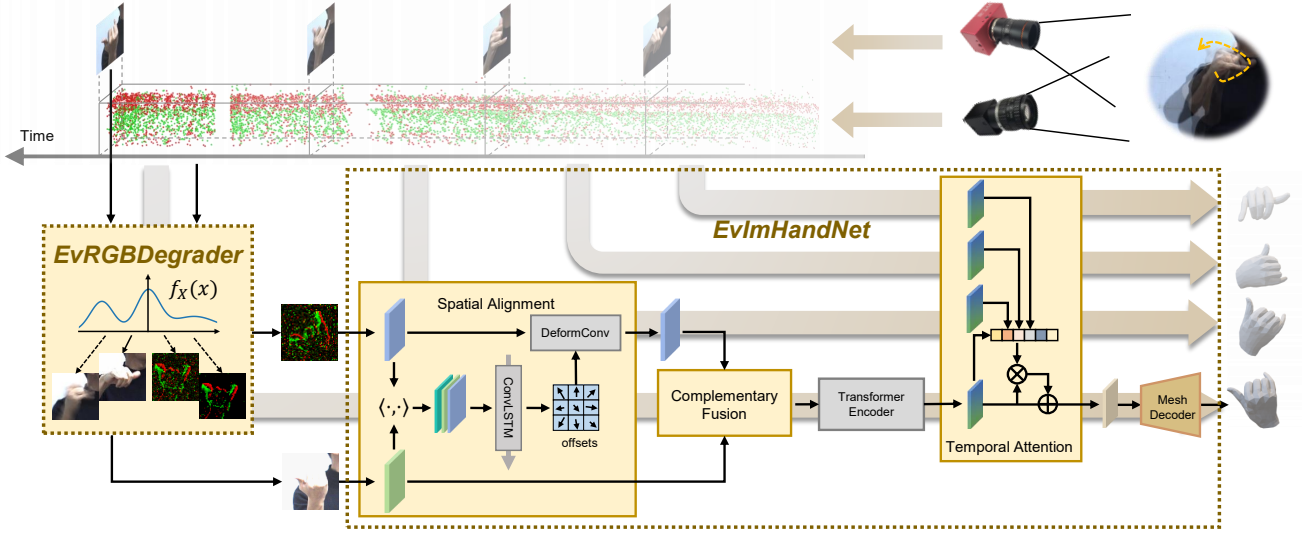 Time
EvRGBDegrader
f_X(x)
EvImHandNet
Spatial Alignment
DeformConv
⟨·,·⟩
ConvLSTM
offsets
Complementary
Fusion
Transformer
Encoder
Temporal Attention
Mesh
Decoder